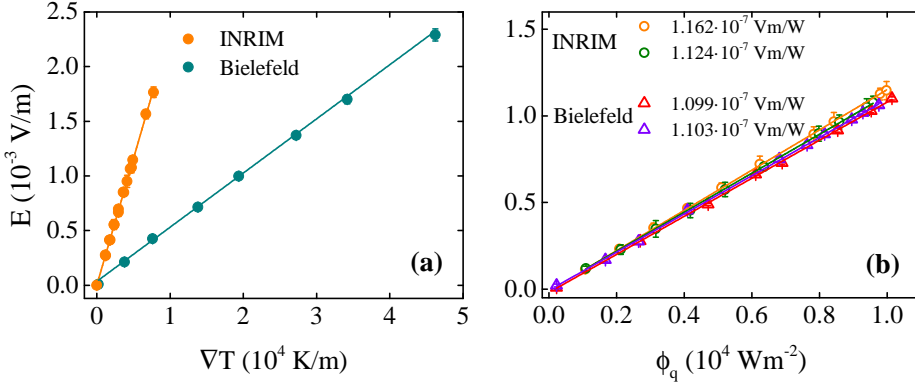 INRIM
Bielefeld
2.5
2.0
1.5
1.0
0.5
0.0
E (10⁻³ V/m)
0
1
2
3
4
5
∇T (10⁴ K/m)
(a)
INRIM
1.162·10⁻⁷ Vm/W
1.124·10⁻⁷ Vm/W
Bielefeld
1.099·10⁻⁷ Vm/W
1.103·10⁻⁷ Vm/W
1.5
1.0
0.5
0.0
0.0
0.2
0.4
0.6
0.8
1.0
ϕq (10⁴ Wm⁻²)
(b)